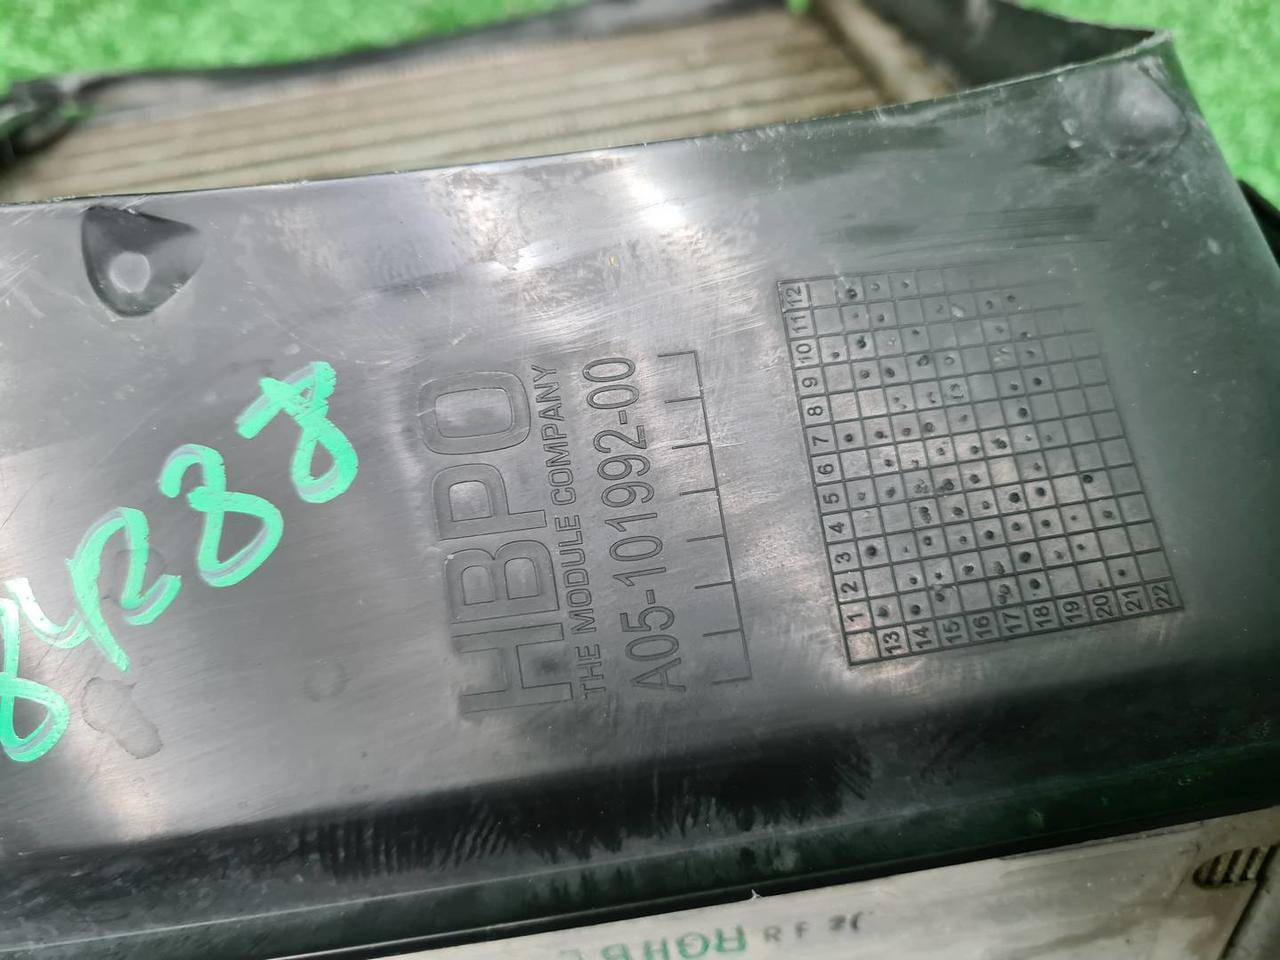 HBPO
THE MODULE COMPANY
A05-101992-00
1 2 3 4 5 6 7 8 9 10 11 12
13 14 15 16 17 18 19 20 21 22
RF